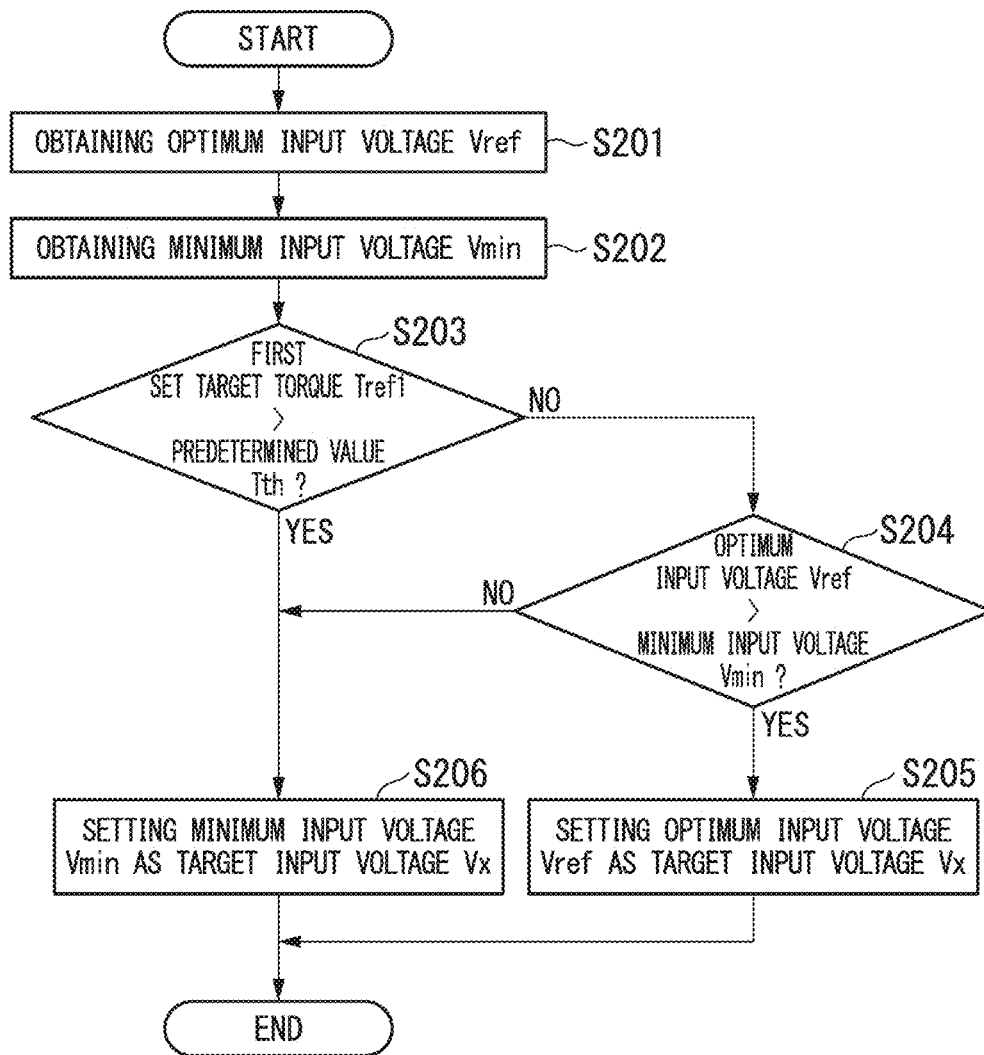 START
OBTAINING OPTIMUM INPUT VOLTAGE Vref
S201
OBTAINING MINIMUM INPUT VOLTAGE Vmin
S202
S203
FIRST
SET TARGET TORQUE Tref1
>
PREDETERMINED VALUE
Tth ?
NO
YES
S204
OPTIMUM
INPUT VOLTAGE Vref
>
MINIMUM INPUT VOLTAGE
Vmin ?
NO
YES
S206
SETTING MINIMUM INPUT VOLTAGE
Vmin AS TARGET INPUT VOLTAGE Vx
S205
SETTING OPTIMUM INPUT VOLTAGE
Vref AS TARGET INPUT VOLTAGE Vx
END